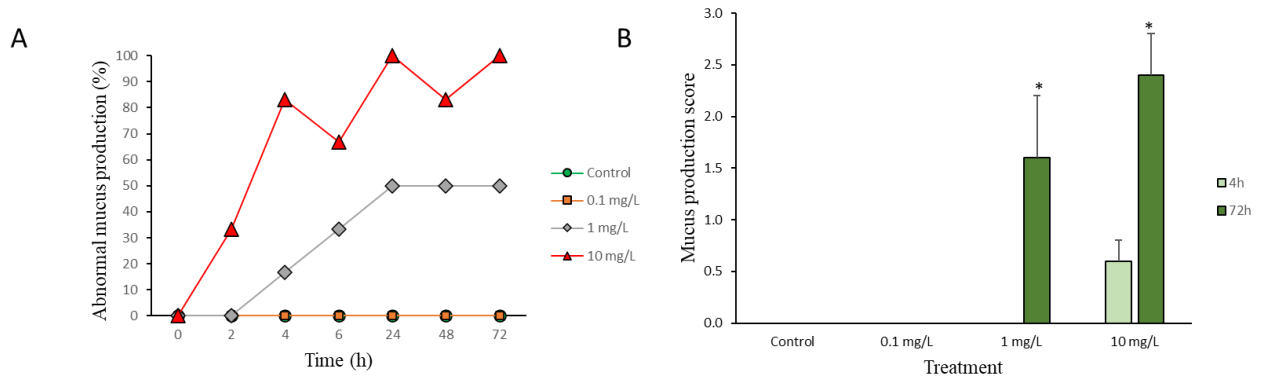 A
Abnormal mucus production (%)
100
90
80
70
60
50
40
30
20
10
0
0 2 4 6 24 48 72
Time (h)
Control
0.1 mg/L
1 mg/L
10 mg/L
B
Mucus production score
3.0
2.5
2.0
1.5
1.0
0.5
0.0
*
*
Control 0.1 mg/L 1 mg/L 10 mg/L
Treatment
4h
72h